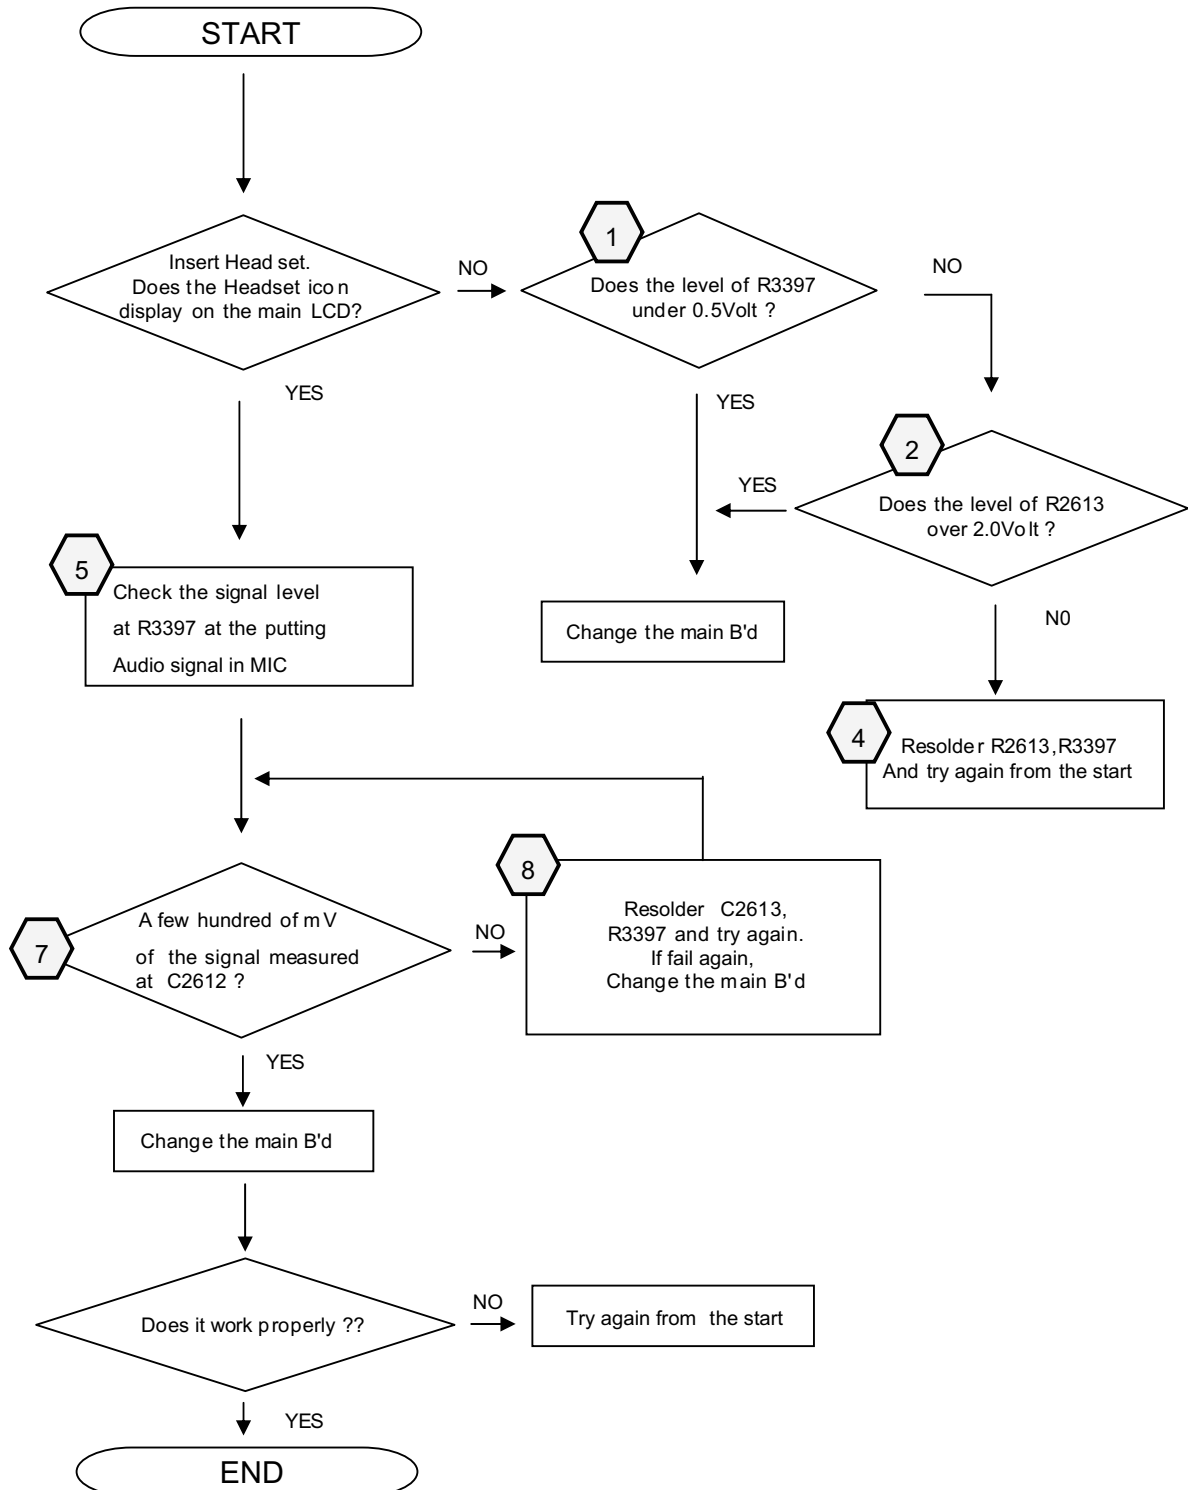 START
Insert Head set.
Does the Headset icon
display on the main LCD?
NO
1
Does the level of R3397
under 0.5Volt ?
NO
YES
YES
2
Does the level of R2613
over 2.0Volt ?
YES
N0
Change the main B'd
4
Resolder R2613,R3397
And try again from the start
5
Check the signal level
at R3397 at the putting
Audio signal in MIC
7
A few hundred of mV
of the signal measured
at C2612 ?
NO
8
Resolder C2613,
R3397 and try again.
If fail again,
Change the main B'd
YES
Change the main B'd
Does it work properly ??
NO
Try again from the start
YES
END